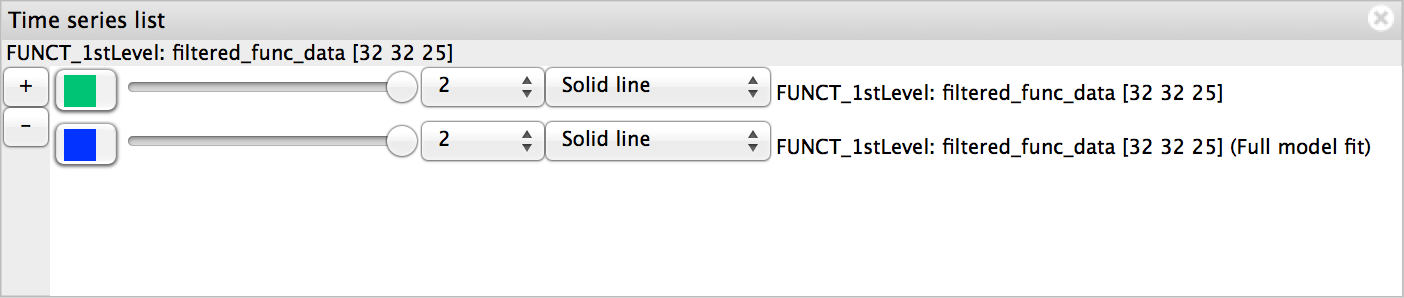 Time series list
FUNCT_1stLevel: filtered_func_data [32 32 25]
+ 2 Solid line FUNCT_1stLevel: filtered_func_data [32 32 25]
- 2 Solid line FUNCT_1stLevel: filtered_func_data [32 32 25] (Full model fit)